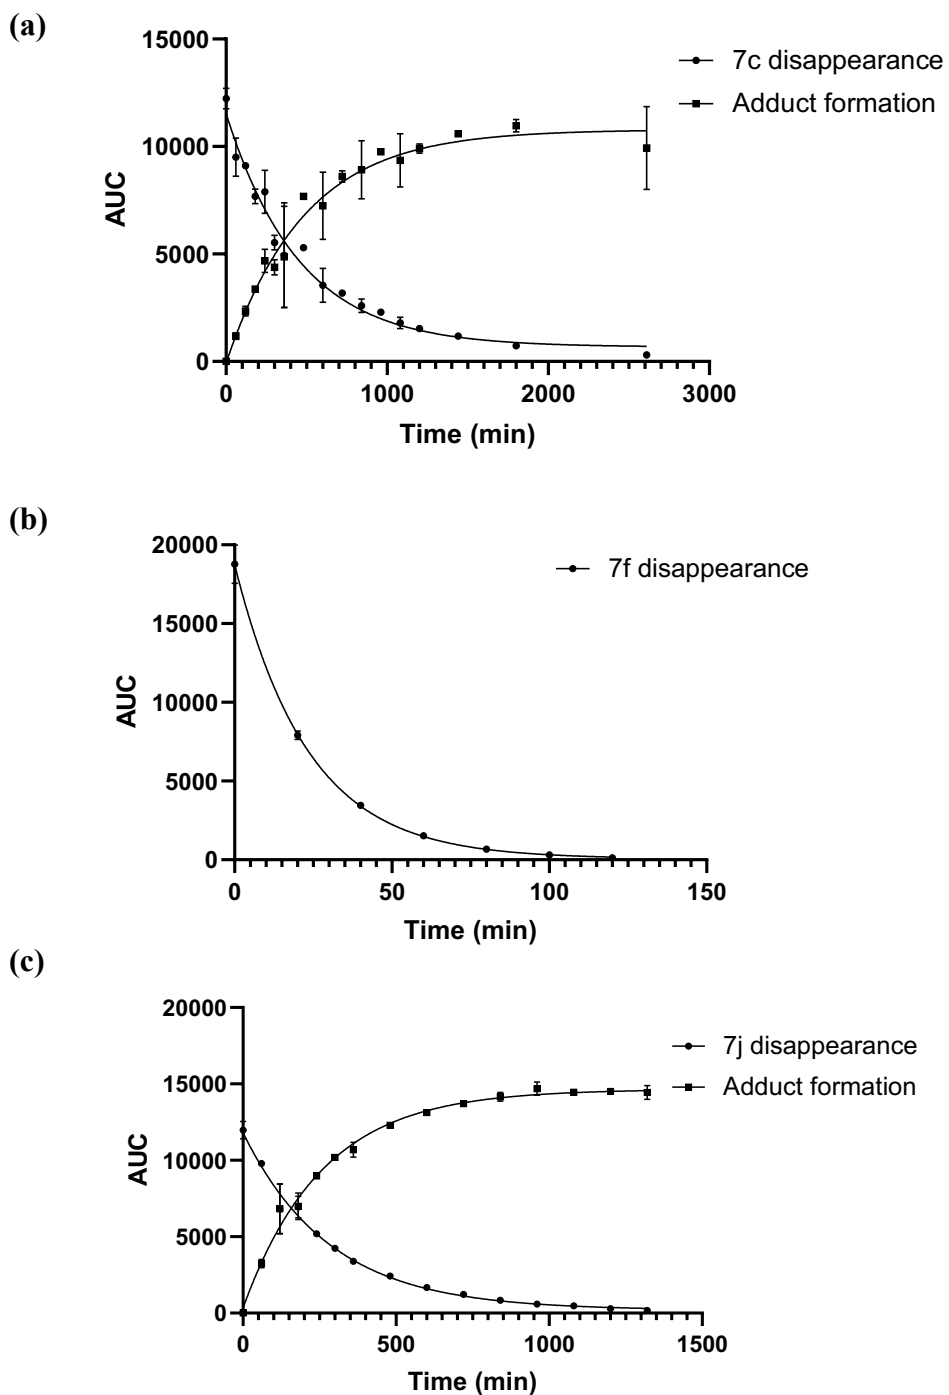 (a)
15000
10000
5000
0
AUC
0 1000 2000 3000
Time (min)
7c disappearance
Adduct formation
(b)
20000
15000
10000
5000
0
AUC
0 50 100 150
Time (min)
7f disappearance
(c)
20000
15000
10000
5000
0
AUC
0 500 1000 1500
Time (min)
7j disappearance
Adduct formation